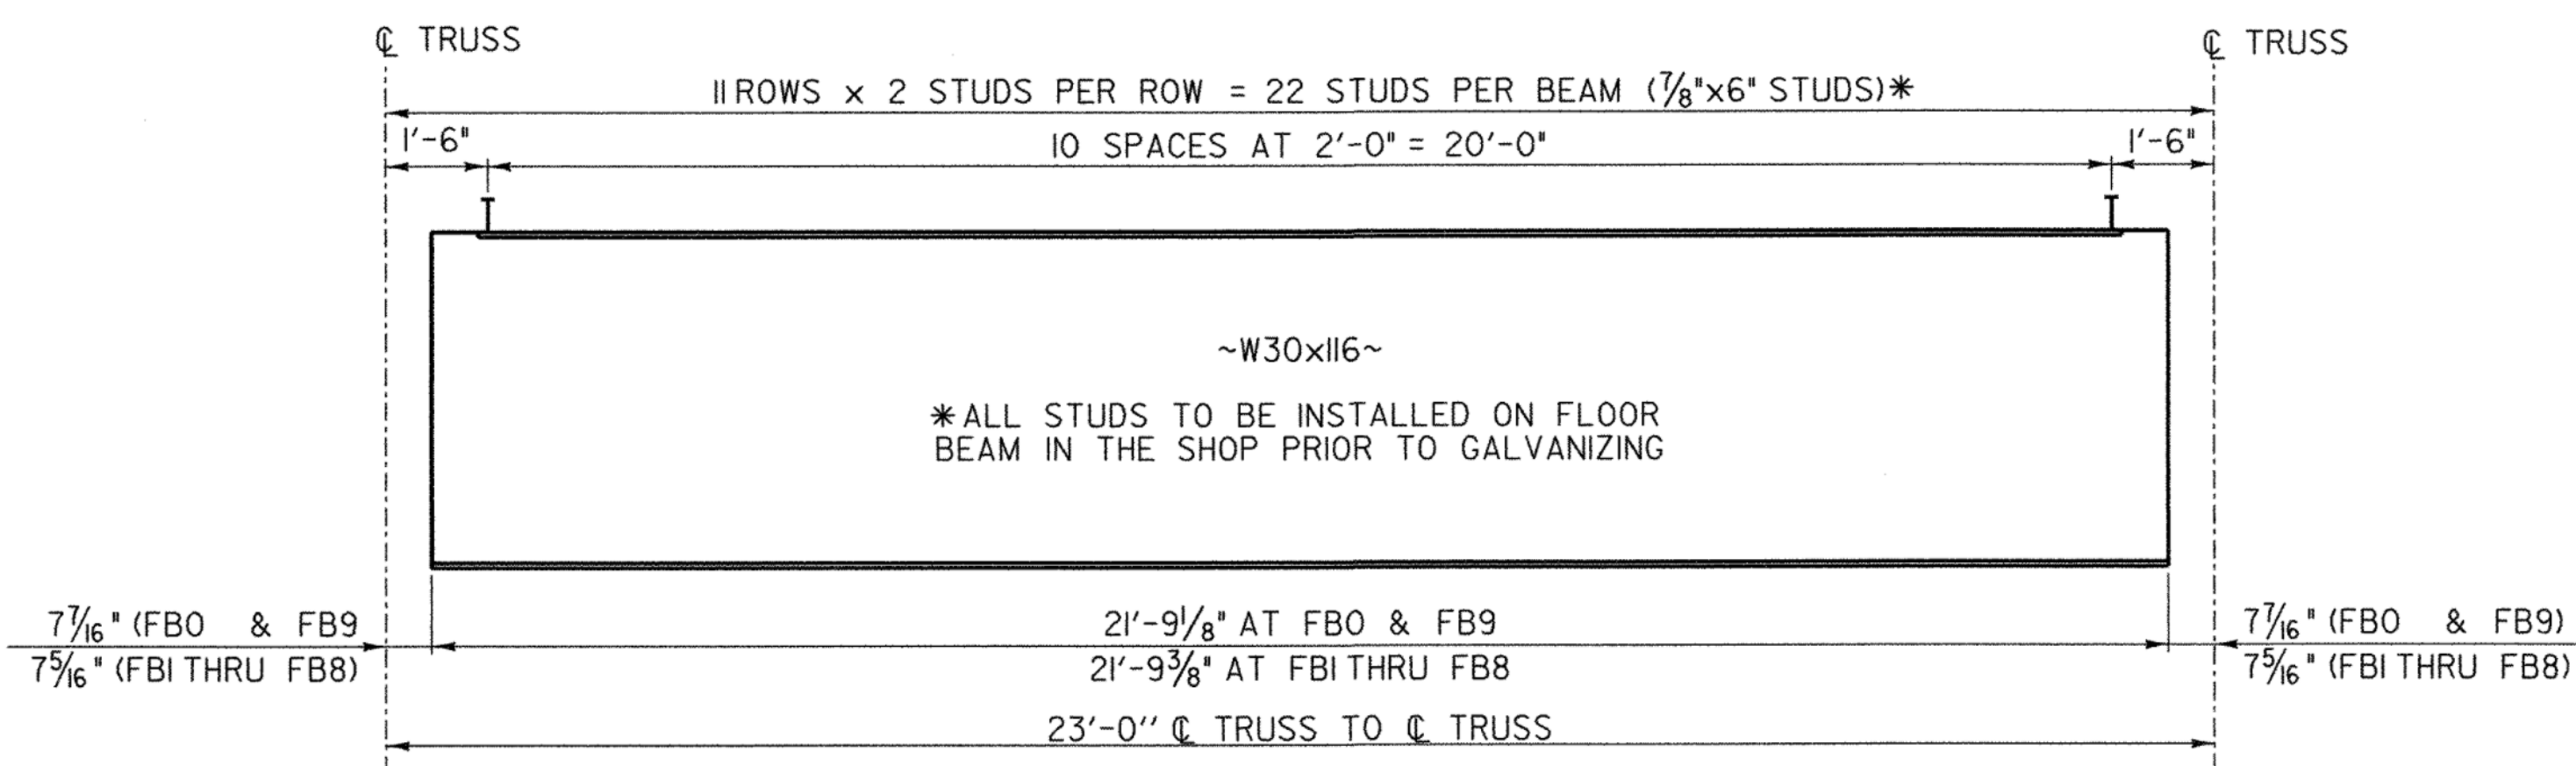 ℄ TRUSS
℄ TRUSS
11 ROWS x 2 STUDS PER ROW = 22 STUDS PER BEAM (7/8"x6" STUDS)*
1'-6"
10 SPACES AT 2'-0" = 20'-0"
1'-6"
~W30x116~
*ALL STUDS TO BE INSTALLED ON FLOOR
BEAM IN THE SHOP PRIOR TO GALVANIZING
7 7/16" (FB0 & FB9
7 5/16" (FB1 THRU FB8)
21'-9 1/8" AT FB0 & FB9
21'-9 3/8" AT FB1 THRU FB8
7 7/16" (FB0 & FB9)
7 5/16" (FB1 THRU FB8)
23'-0'' ℄ TRUSS TO ℄ TRUSS